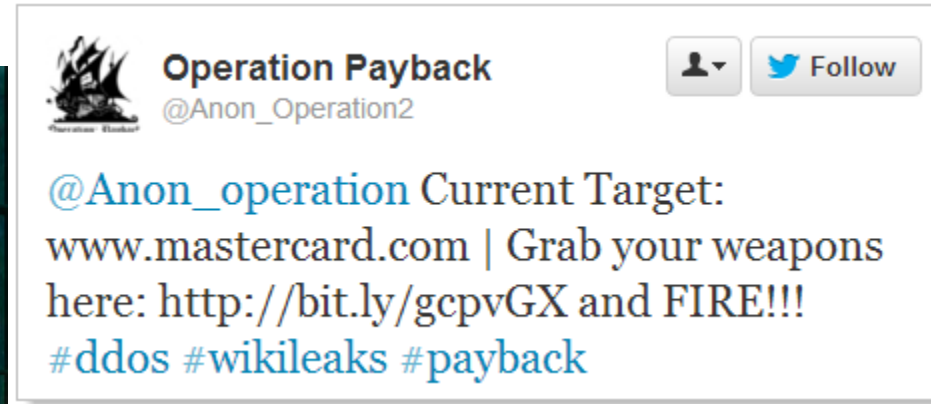 Operation Payback
Follow
@Anon_Operation2
@Anon_operation Current Target:
www.mastercard.com | Grab your weapons
here: http://bit.ly/gcpvGX and FIRE!!!
#ddos #wikileaks #payback